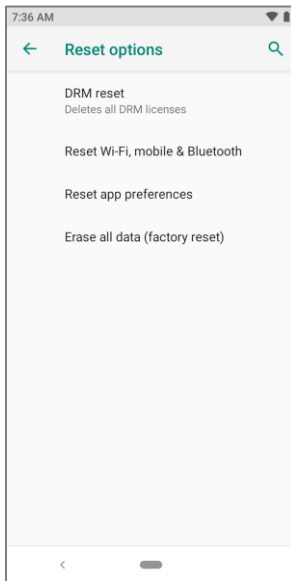 7:36 AM
Reset options
DRM reset
Deletes all DRM licenses
Reset Wi-Fi, mobile & Bluetooth
Reset app preferences
Erase all data (factory reset)